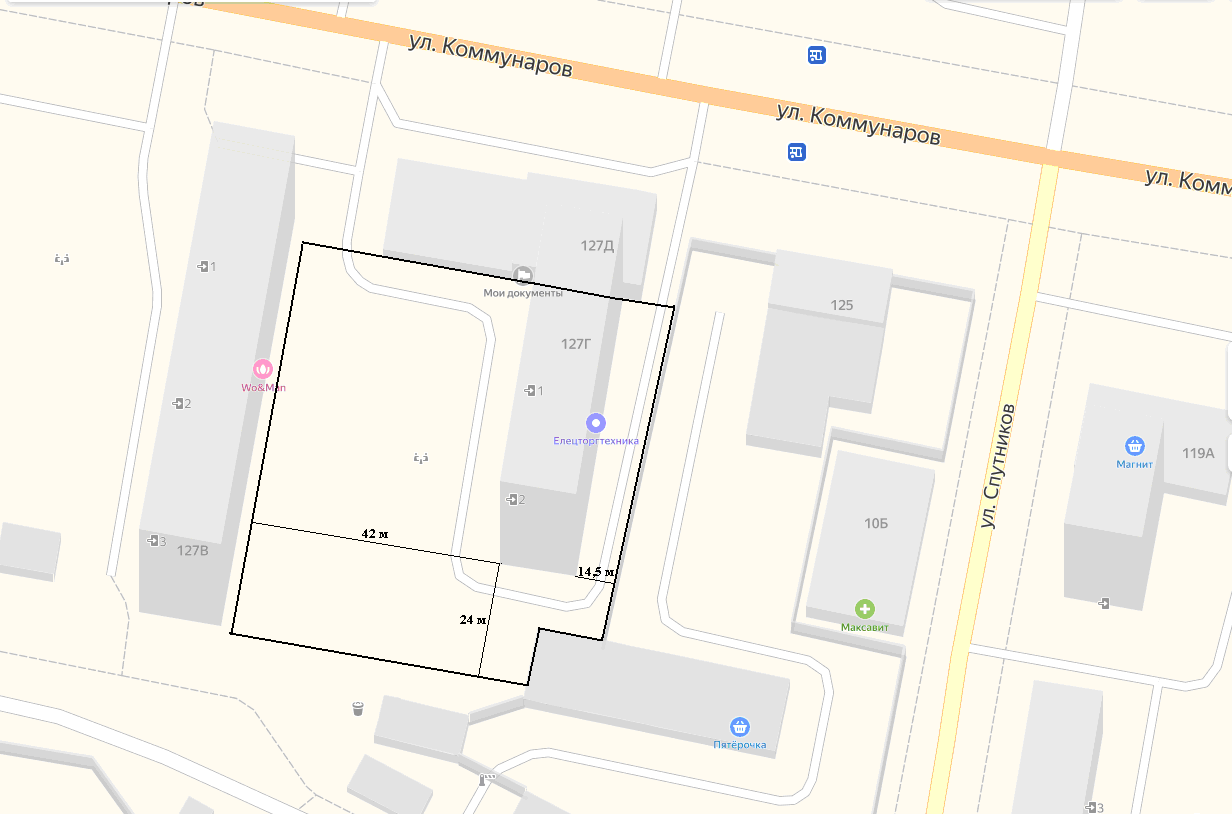 ров
ул. Коммунаров
ул. Коммунаров
ул. Комм
127Д
1
Мои документы
125
127Г
Wo&Man
1
2
Елецторгтехника
Магнит
119А
ул. Спутников
2
10Б
42 м
3
127В
14,5 м
24 м
Максавит
Пятёрочка
3